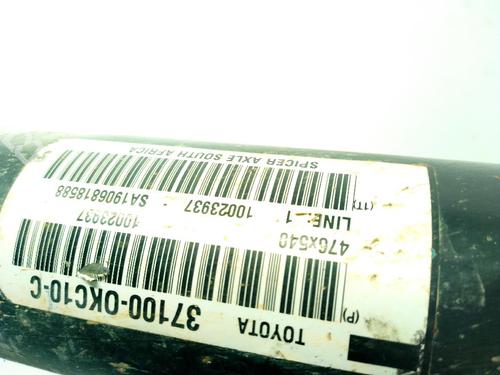 TOYOTA 37100-0KC10-C
(P)
476x540 10023937
LINE: 1 10023937 SA1906818588
(1T)
SPICER AXLE SOUTH AFRICA